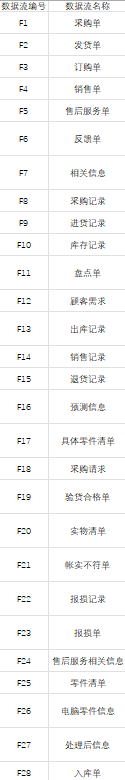 数据流编号 数据流名称
F1 采购单
F2 发货单
F3 订购单
F4 销售单
F5 售后服务单
F6 反馈单
F7 相关信息
F8 采购记录
F9 进货记录
F10 库存记录
F11 盘点单
F12 顾客需求
F13 出库记录
F14 销售记录
F15 退货记录
F16 预测信息
F17 具体零件清单
F18 采购请求
F19 验货合格单
F20 实物清单
F21 帐实不符单
F22 报损记录
F23 报损单
F24 售后服务相关信息
F25 零件清单
F26 电脑零件信息
F27 处理后信息
F28 入库单